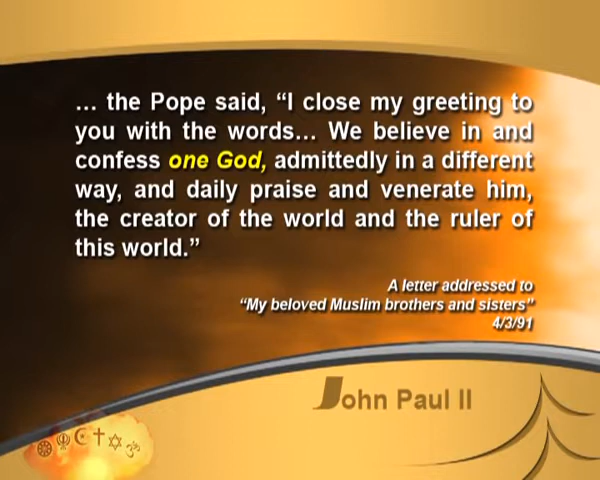 … the Pope said, “I close my greeting to
you with the words… We believe in and
confess one God, admittedly in a different
way, and daily praise and venerate him,
the creator of the world and the ruler of
this world.”
A letter addressed to
“My beloved Muslim brothers and sisters”
4/3/91
John Paul II